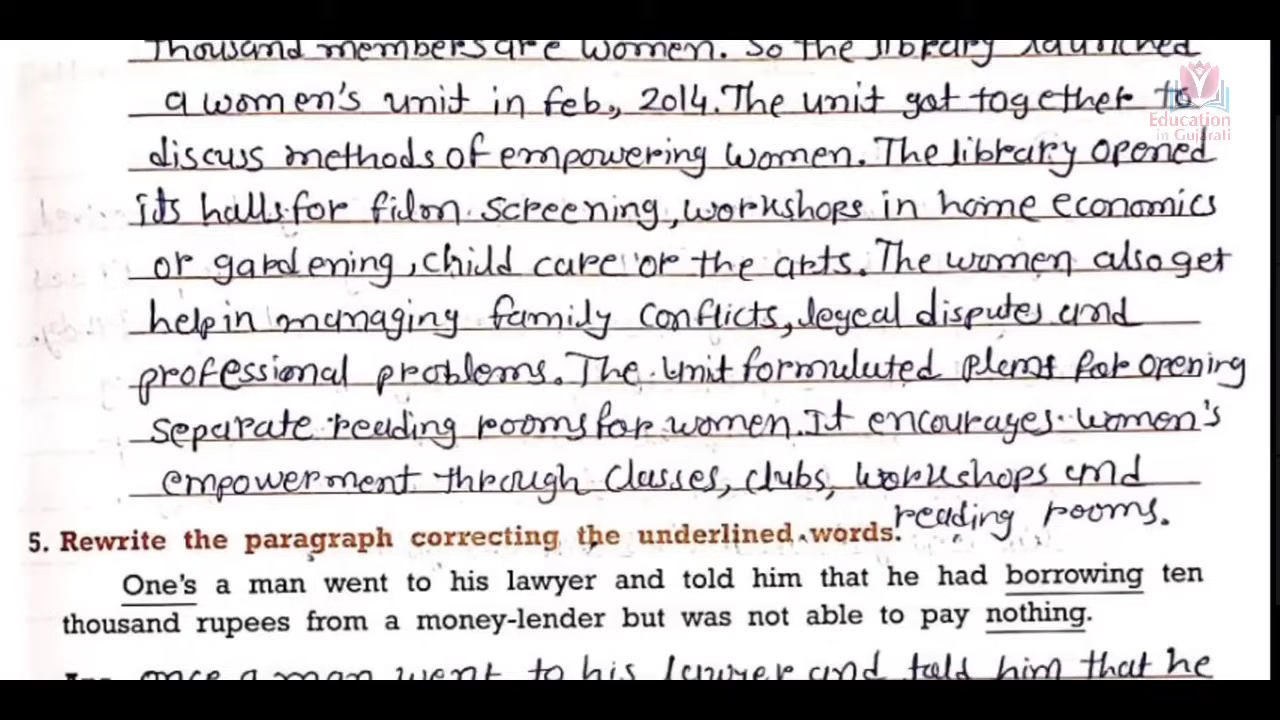 Thousand members are women. So the library launched
a women's unit in feb., 2014. The unit got together to
Education
in Gujarati
discuss methods of empowering women. The library opened
its halls for film screening, workshops in home economics
or gardening, child care or the arts. The women also get
help in managing family conflicts, legeal disputes and
professional problems. The unit formulated plans for opening
separate reading rooms for women. It encourages women's
empowerment through classes, clubs, workshops and
reading rooms.
5. Rewrite the paragraph correcting the underlined words.
One's a man went to his lawyer and told him that he had borrowing ten
thousand rupees from a money-lender but was not able to pay nothing.
once a man went to his lawyer and told him that he